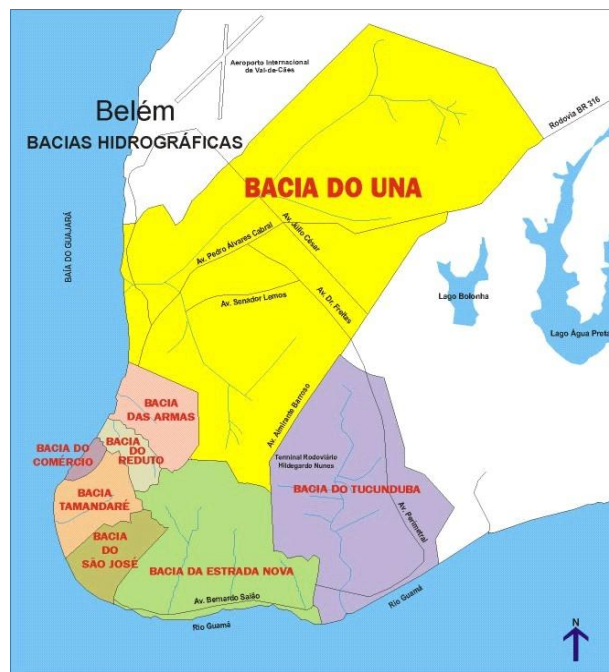 Aeroporto Internacional
de Val-de-Cães
Belém
BACIAS HIDROGRÁFICAS
Rodovia BR 316
BACIA DO UNA
BAÍA DO GUAJARÁ
Av. Júlio César
Av. Pedro Álvares Cabral
Av. Senador Lemos
Av. Dr. Freitas
Lago Bolonha
Lago Água Preta
BACIA
DAS ARMAS
Av. Almirante Barroso
BACIA
DO
REDUTO
BACIA DO
COMÉRCIO
Terminal Rodoviário
Hildegardo Nunes
BACIA DO TUCUNDUBA
BACIA
TAMANDARÉ
Av. Perimetral
BACIA
DO
SÃO JOSÉ
BACIA DA ESTRADA NOVA
Av. Bernardo Saião
Rio Guamá
Rio Guamá
N